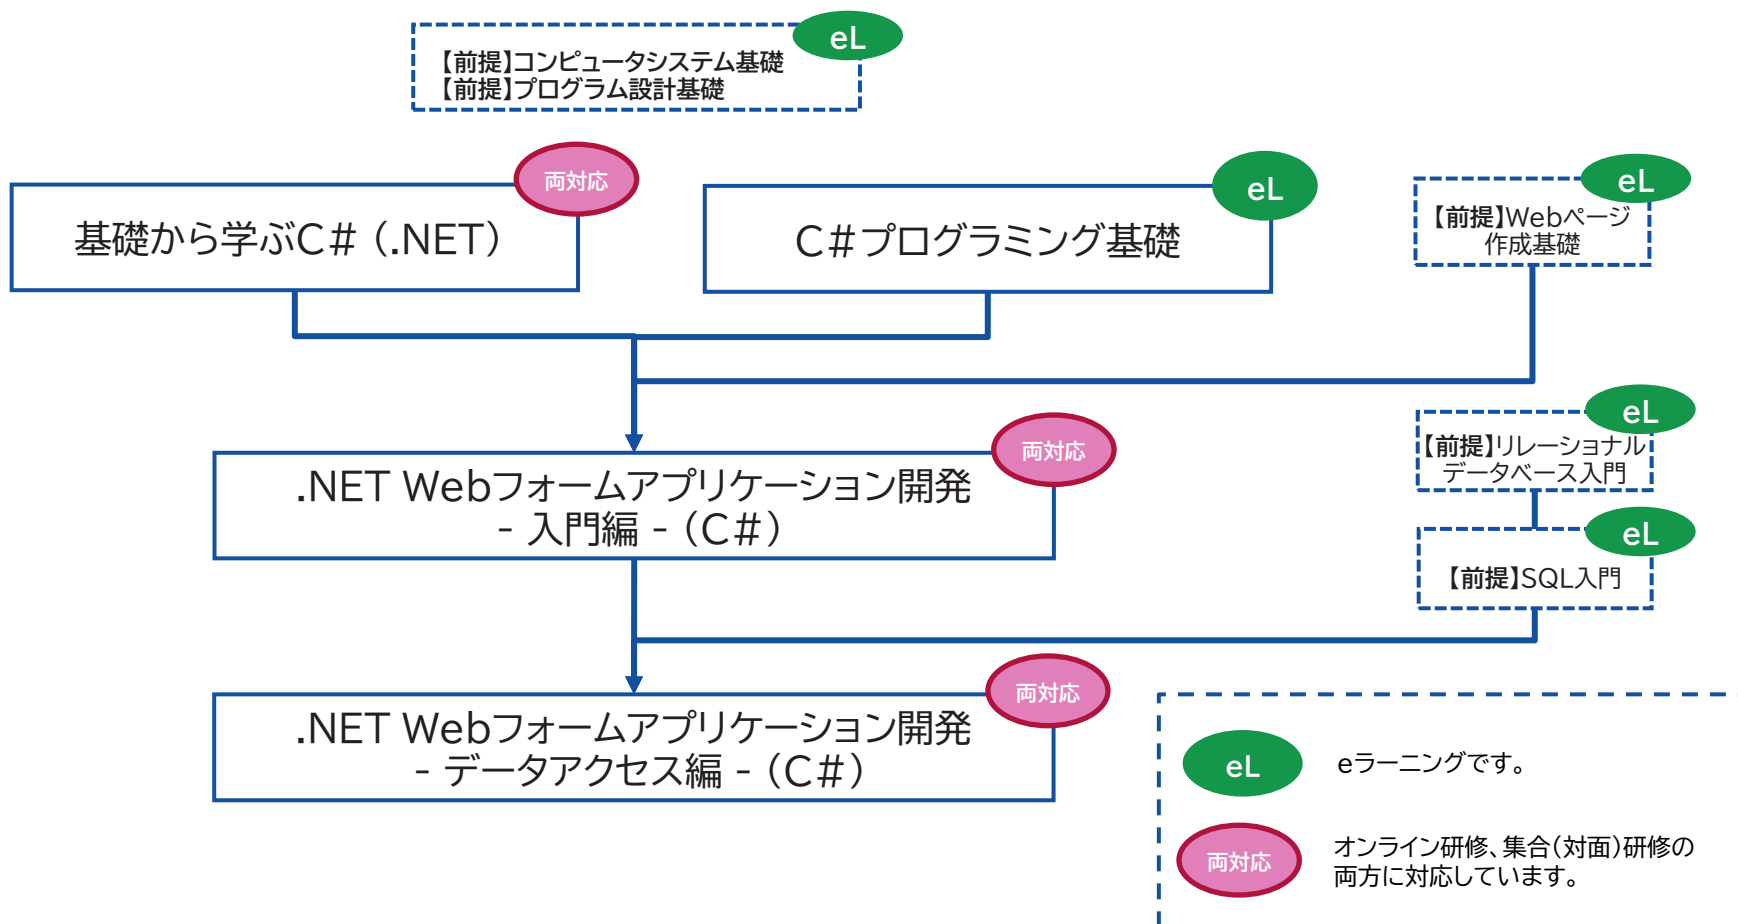 eL
【前提】コンピュータシステム基礎
【前提】プログラム設計基礎
両対応
基礎から学ぶC#（.NET）
eL
C#プログラミング基礎
eL
【前提】Webページ
作成基礎
両対応
.NET Webフォームアプリケーション開発
- 入門編 -（C#）
eL
【前提】リレーショナル
データベース入門
eL
【前提】SQL入門
両対応
.NET Webフォームアプリケーション開発
- データアクセス編 -（C#）
eL
eラーニングです。
両対応
オンライン研修、集合（対面）研修の
両方に対応しています。